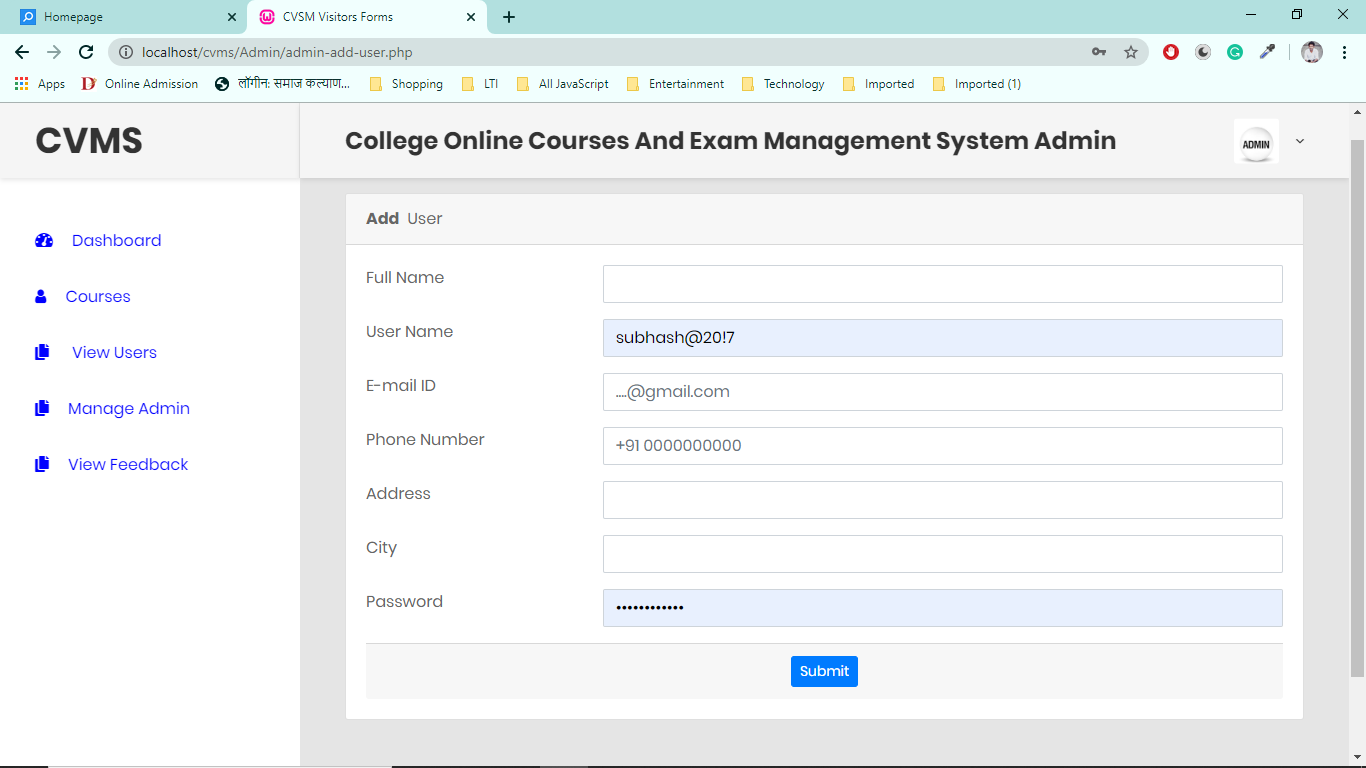 Homepage
CVSM Visitors Forms
localhost/cvms/Admin/admin-add-user.php
Apps
Online Admission
लॉगीन: समाज कल्याण...
Shopping
LTI
All JavaScript
Entertainment
Technology
Imported
Imported (1)
CVMS
College Online Courses And Exam Management System Admin
ADMIN
Dashboard
Courses
View Users
Manage Admin
View Feedback
Add User
Full Name
User Name
subhash@20!7
E-mail ID
....@gmail.com
Phone Number
+91 0000000000
Address
City
Password
••••••••••••
Submit